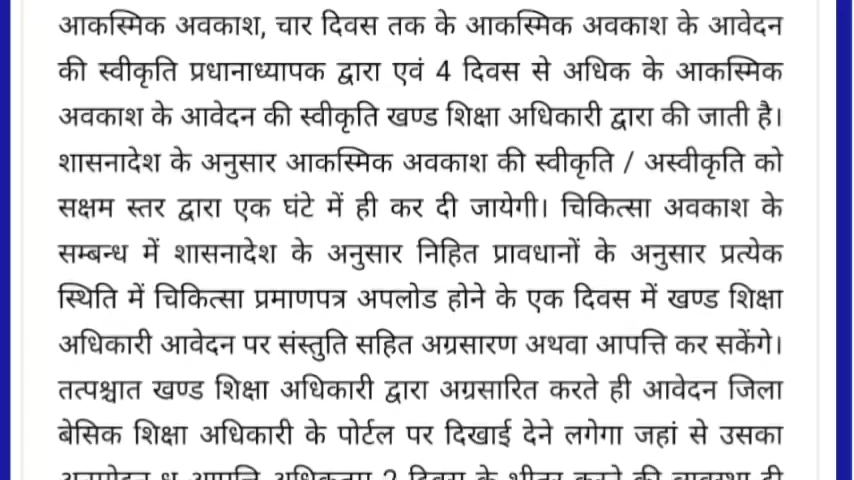 आकस्मिक अवकाश, चार दिवस तक के आकस्मिक अवकाश के आवेदन
की स्वीकृति प्रधानाध्यापक द्वारा एवं 4 दिवस से अधिक के आकस्मिक
अवकाश के आवेदन की स्वीकृति खण्ड शिक्षा अधिकारी द्वारा की जाती है।
शासनादेश के अनुसार आकस्मिक अवकाश की स्वीकृति / अस्वीकृति को
सक्षम स्तर द्वारा एक घंटे में ही कर दी जायेगी। चिकित्सा अवकाश के
सम्बन्ध में शासनादेश के अनुसार निहित प्रावधानों के अनुसार प्रत्येक
स्थिति में चिकित्सा प्रमाणपत्र अपलोड होने के एक दिवस में खण्ड शिक्षा
अधिकारी आवेदन पर संस्तुति सहित अग्रसारण अथवा आपत्ति कर सकेंगे।
तत्पश्चात खण्ड शिक्षा अधिकारी द्वारा अग्रसारित करते ही आवेदन जिला
बेसिक शिक्षा अधिकारी के पोर्टल पर दिखाई देने लगेगा जहां से उसका